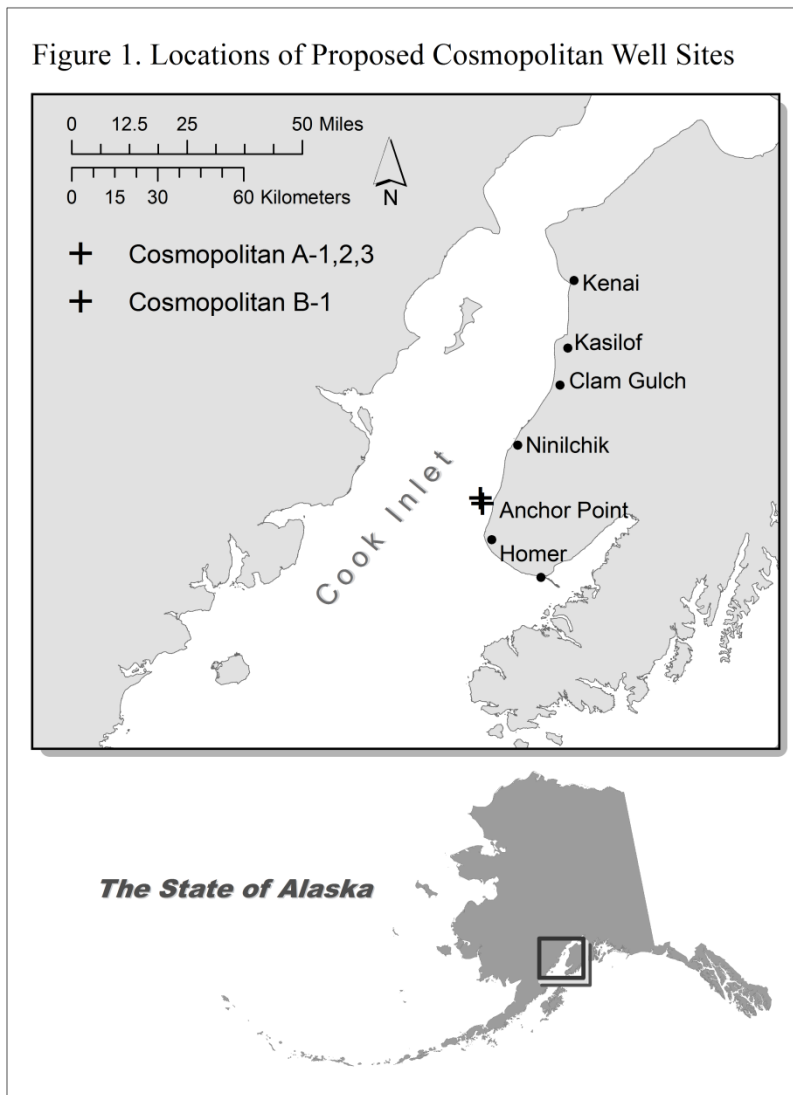 Figure 1. Locations of Proposed Cosmopolitan Well Sites
0 12.5 25 50 Miles
0 15 30 60 Kilometers
N
Cosmopolitan A-1,2,3
Cosmopolitan B-1
Kenai
Kasilof
Clam Gulch
Ninilchik
Cook Inlet
Anchor Point
Homer
The State of Alaska